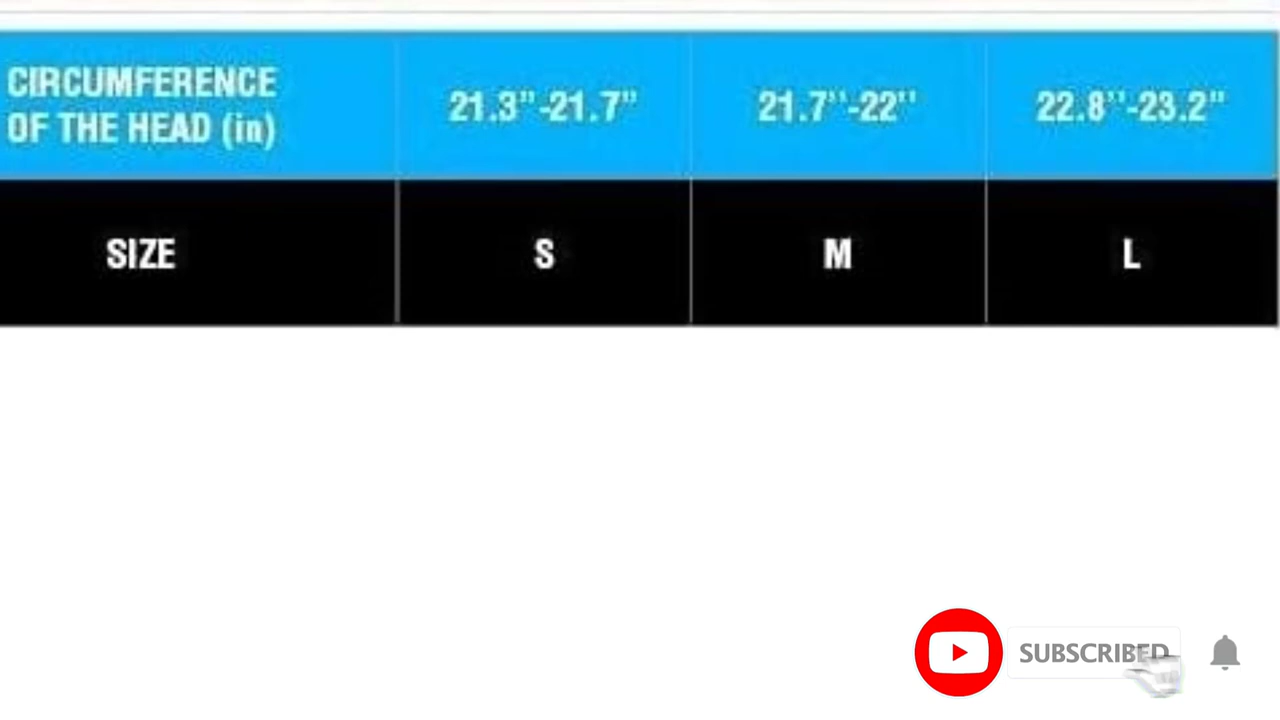 CIRCUMFERENCE
OF THE HEAD (in)
21.3"-21.7"
21.7''-22''
22.8''-23.2"
SIZE
S
M
L
SUBSCRIBED